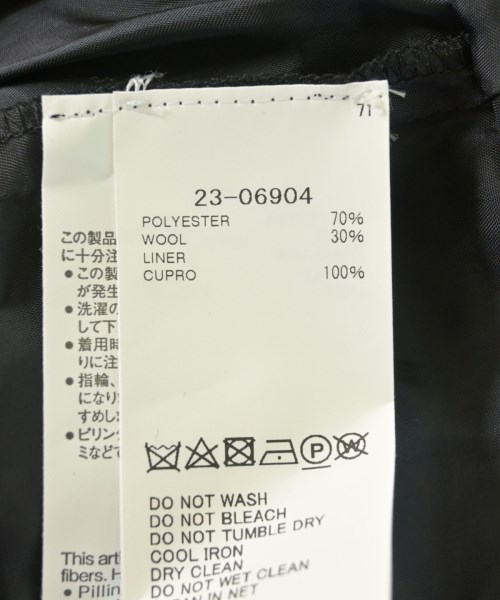 71
23-06904
POLYESTER 70%
WOOL 30%
LINER
CUPRO 100%
P
W
DO NOT WASH
DO NOT BLEACH
DO NOT TUMBLE DRY
COOL IRON
DRY CLEAN
DO NOT WET CLEAN
CLEAN IN NET
この製品
に十分注
●この製
が発生
●洗濯の
して下
●着用時
りに注
●指輪、
になり
すめし
●ピリン
ミなど
This arti
fibers. H
• Pillin